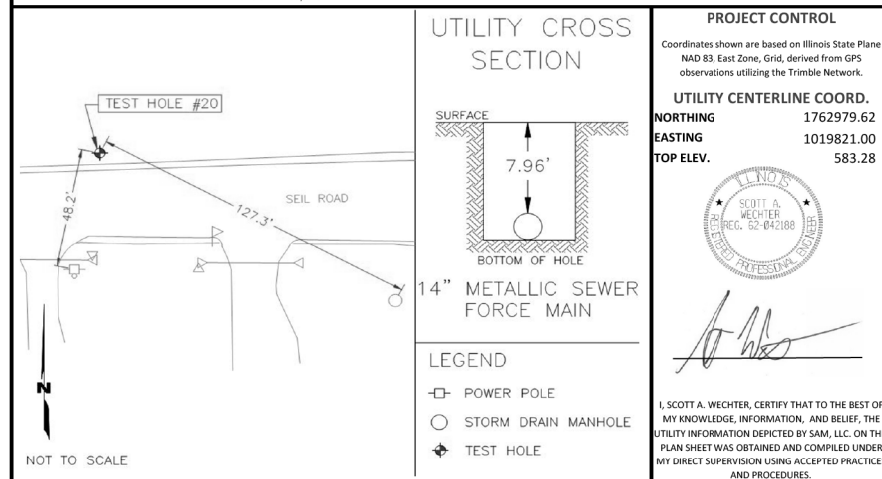 TEST HOLE #20
48.2'
127.3'
SEIL ROAD
N
NOT TO SCALE
UTILITY CROSS
SECTION
SURFACE
7.96'
BOTTOM OF HOLE
14" METALLIC SEWER
FORCE MAIN
LEGEND
POWER POLE
STORM DRAIN MANHOLE
TEST HOLE
PROJECT CONTROL
Coordinates shown are based on Illinois State Plane
NAD 83 East Zone, Grid, derived from GPS
observations utilizing the Trimble Network.
UTILITY CENTERLINE COORD.
NORTHING 1762979.62
EASTING 1019821.00
TOP ELEV. 583.28
ILLINOIS
SCOTT A.
WECHTER
REG. 62-042188
REGISTERED PROFESSIONAL ENGINEER
I, SCOTT A. WECHTER, CERTIFY THAT TO THE BEST OF
MY KNOWLEDGE, INFORMATION, AND BELIEF, THE
UTILITY INFORMATION DEPICTED BY SAM, LLC. ON TH
PLAN SHEET WAS OBTAINED AND COMPILED UNDER
MY DIRECT SUPERVISION USING ACCEPTED PRACTICE
AND PROCEDURES.